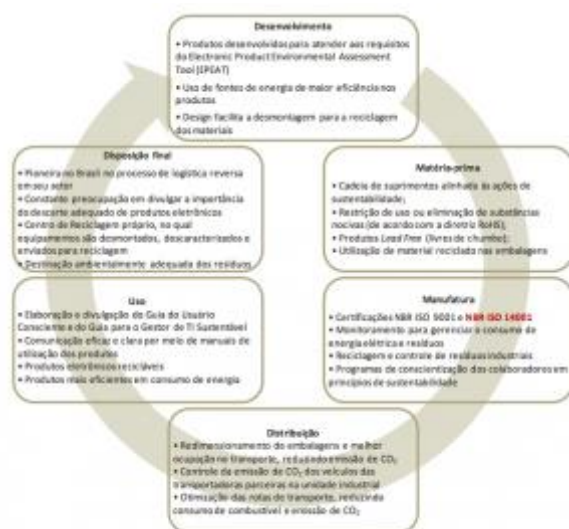 Desenvolvimento
• Produtos desenvolvidos para atender aos requisitos
do Electronic Product Environmental Assessment
Tool (EPEAT)
• Uso de fontes de energia de maior eficiência nos
produtos
• Design facilita a desmontagem para a reciclagem
dos materiais
Matéria-prima
• Cadeia de suprimentos alinhada às ações de
sustentabilidade;
• Restrição de uso ou eliminação de substâncias
nocivas (de acordo com a diretriz RoHS);
• Produtos Lead Free (livres de chumbo);
• Utilização de material reciclado nas embalagens
Manufatura
• Certificações NBR ISO 9001 e NBR ISO 14001
• Monitoramento para gerenciar o consumo de
energia elétrica e resíduos
• Reciclagem e controle de resíduos industriais
• Programas de conscientização dos colaboradores em
princípios de sustentabilidade
Distribuição
• Redimensionamento de embalagens e melhor
ocupação no transporte, reduzindo emissão de CO₂
• Controle da emissão de CO₂ dos veículos das
transportadoras parceiras na unidade industrial
• Otimização das rotas de transporte, reduzindo
consumo de combustível e emissão de CO₂
Uso
• Elaboração e divulgação do Guia do Usuário
Consciente e do Guia para o Gestor de TI Sustentável
• Comunicação eficaz e clara por meio de manuais de
utilização dos produtos
• Produtos eletrônicos recicláveis
• Produtos mais eficientes em consumo de energia
Disposição final
• Pioneira no Brasil no processo de logística reversa
em seu setor
• Constante preocupação em divulgar a importância
do descarte adequado de produtos eletrônicos
• Centro de Reciclagem próprio, no qual
equipamentos são desmontados, descaracterizados e
enviados para reciclagem
• Destinação ambientalmente adequada dos resíduos